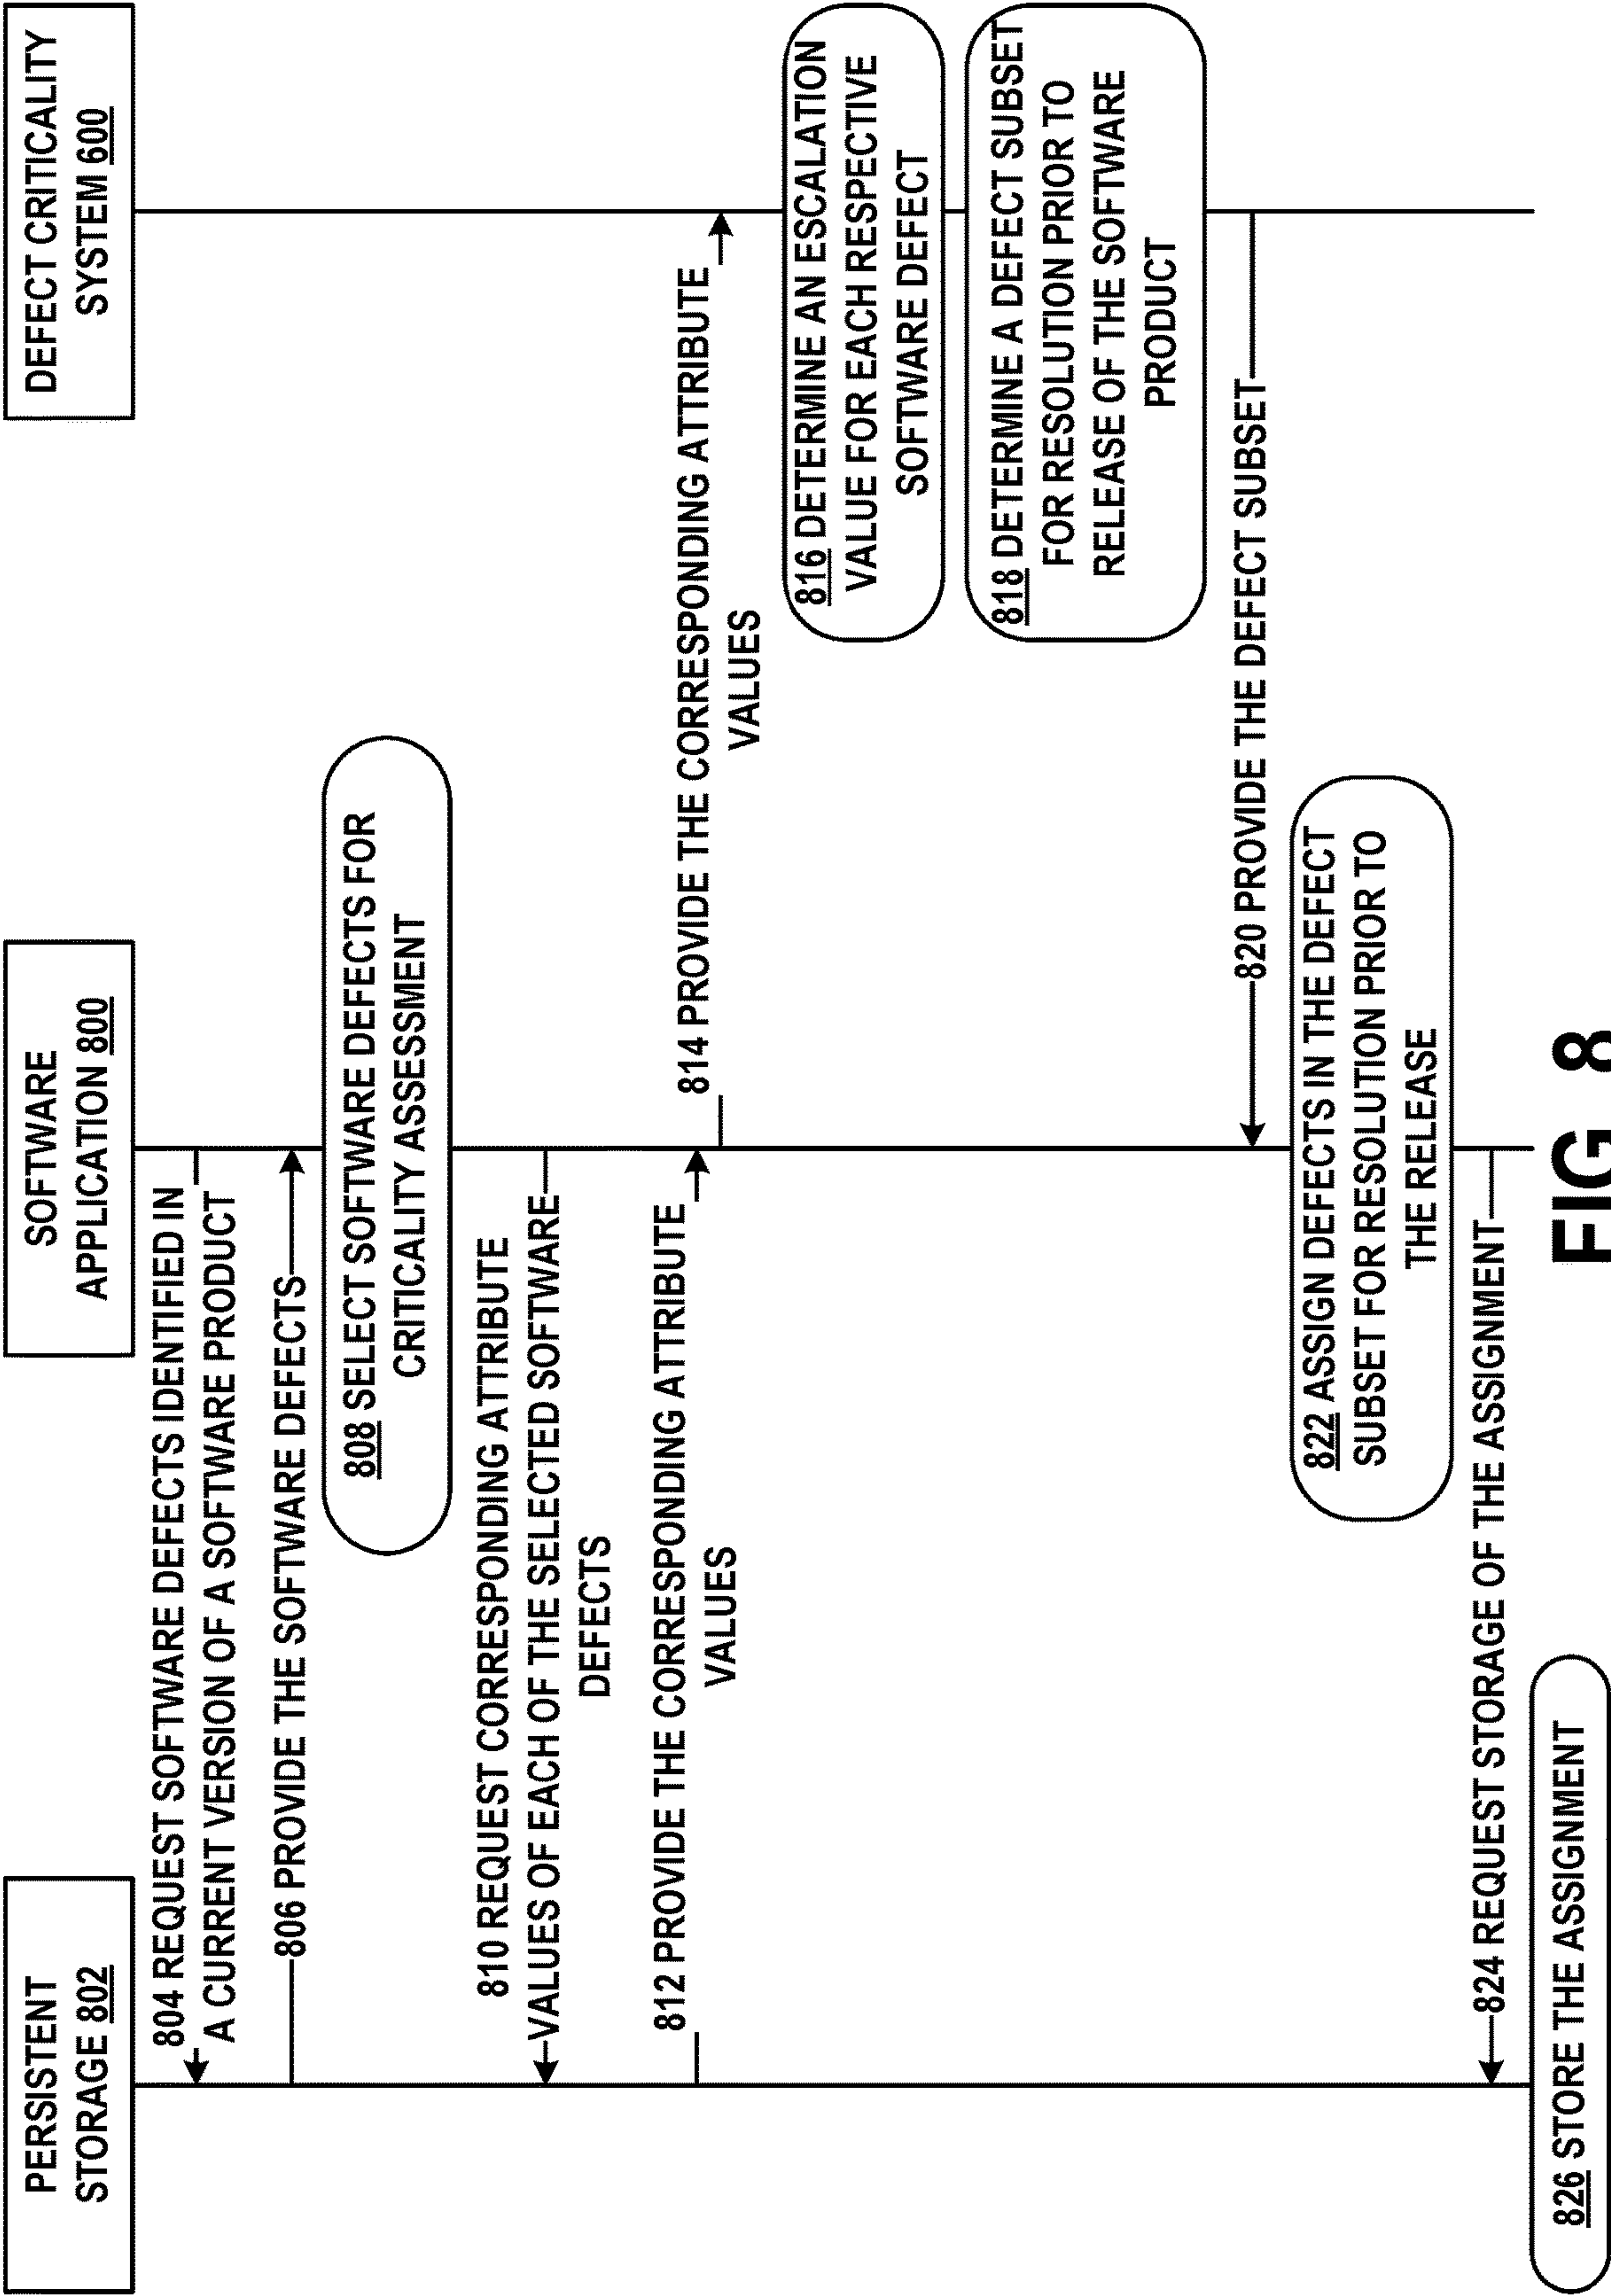 PERSISTENT
STORAGE 802
SOFTWARE
APPLICATION 800
DEFECT CRITICALITY
SYSTEM 600
804 REQUEST SOFTWARE DEFECTS IDENTIFIED IN
A CURRENT VERSION OF A SOFTWARE PRODUCT
806 PROVIDE THE SOFTWARE DEFECTS
808 SELECT SOFTWARE DEFECTS FOR
CRITICALITY ASSESSMENT
810 REQUEST CORRESPONDING ATTRIBUTE
VALUES OF EACH OF THE SELECTED SOFTWARE
DEFECTS
812 PROVIDE THE CORRESPONDING ATTRIBUTE
VALUES
814 PROVIDE THE CORRESPONDING ATTRIBUTE
VALUES
816 DETERMINE AN ESCALATION
VALUE FOR EACH RESPECTIVE
SOFTWARE DEFECT
818 DETERMINE A DEFECT SUBSET
FOR RESOLUTION PRIOR TO
RELEASE OF THE SOFTWARE
PRODUCT
820 PROVIDE THE DEFECT SUBSET
822 ASSIGN DEFECTS IN THE DEFECT
SUBSET FOR RESOLUTION PRIOR TO
THE RELEASE
824 REQUEST STORAGE OF THE ASSIGNMENT
826 STORE THE ASSIGNMENT
FIG 8